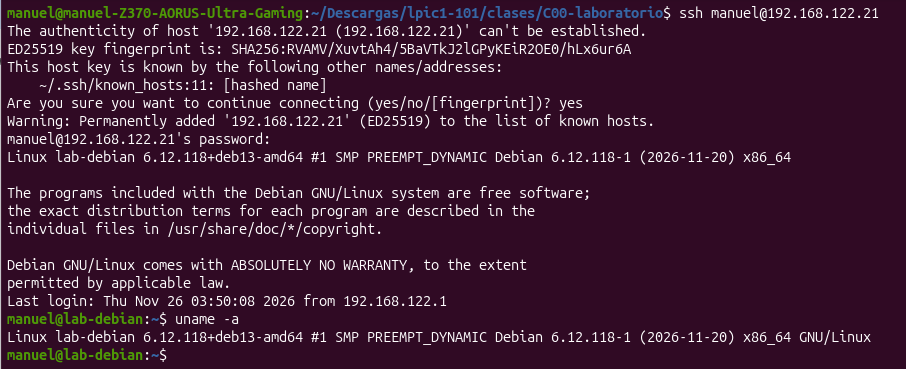 manuel@manuel-Z370-AORUS-Ultra-Gaming:~/Descargas/lpic1-101/clases/C00-laboratorio$ ssh manuel@192.168.122.21
The authenticity of host '192.168.122.21 (192.168.122.21)' can't be established.
ED25519 key fingerprint is: SHA256:RVAMV/XuvtAh4/5BaVTkJ2lGPyKEiR2OE0/hLx6ur6A
This host key is known by the following other names/addresses:
    ~/.ssh/known_hosts:11: [hashed name]
Are you sure you want to continue connecting (yes/no/[fingerprint])? yes
Warning: Permanently added '192.168.122.21' (ED25519) to the list of known hosts.
manuel@192.168.122.21's password:
Linux lab-debian 6.12.118+deb13-amd64 #1 SMP PREEMPT_DYNAMIC Debian 6.12.118-1 (2026-11-20) x86_64

The programs included with the Debian GNU/Linux system are free software;
the exact distribution terms for each program are described in the
individual files in /usr/share/doc/*/copyright.

Debian GNU/Linux comes with ABSOLUTELY NO WARRANTY, to the extent
permitted by applicable law.
Last login: Thu Nov 26 03:50:08 2026 from 192.168.122.1
manuel@lab-debian:~$ uname -a
Linux lab-debian 6.12.118+deb13-amd64 #1 SMP PREEMPT_DYNAMIC Debian 6.12.118-1 (2026-11-20) x86_64 GNU/Linux
manuel@lab-debian:~$